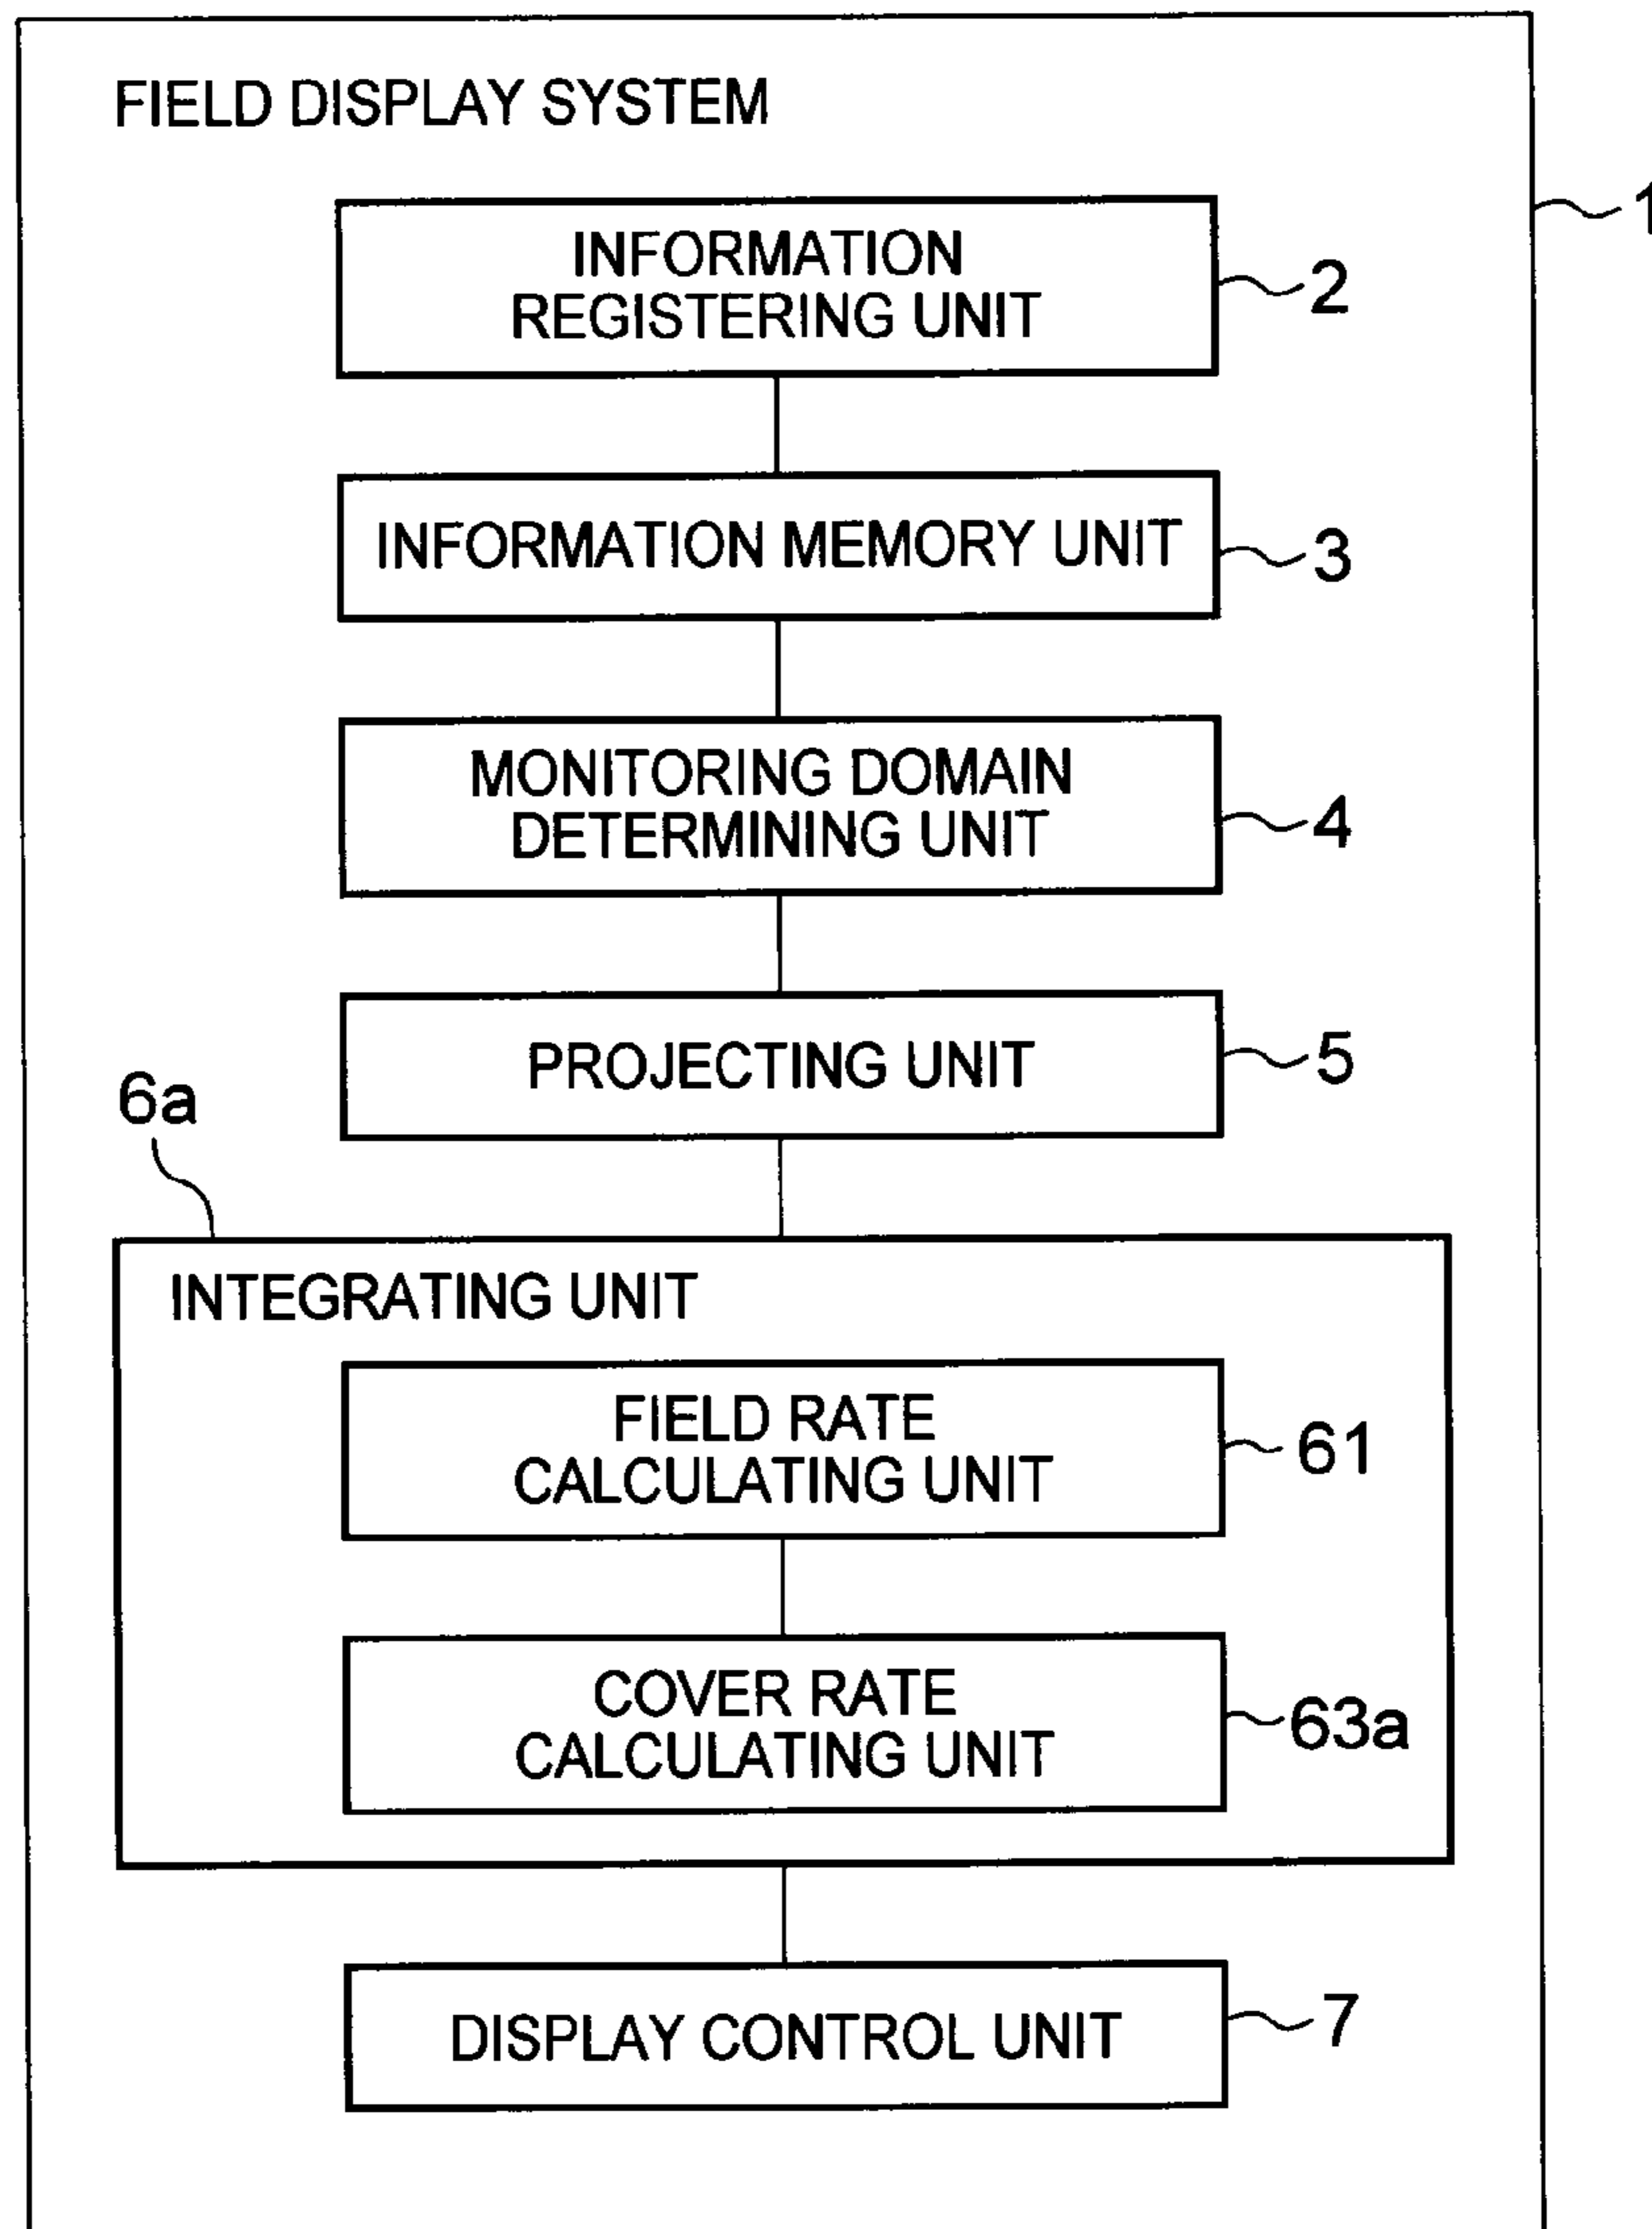 FIELD DISPLAY SYSTEM
1
INFORMATION
REGISTERING UNIT
2
INFORMATION MEMORY UNIT
3
MONITORING DOMAIN
DETERMINING UNIT
4
PROJECTING UNIT
5
6a
INTEGRATING UNIT
FIELD RATE
CALCULATING UNIT
61
COVER RATE
CALCULATING UNIT
63a
DISPLAY CONTROL UNIT
7